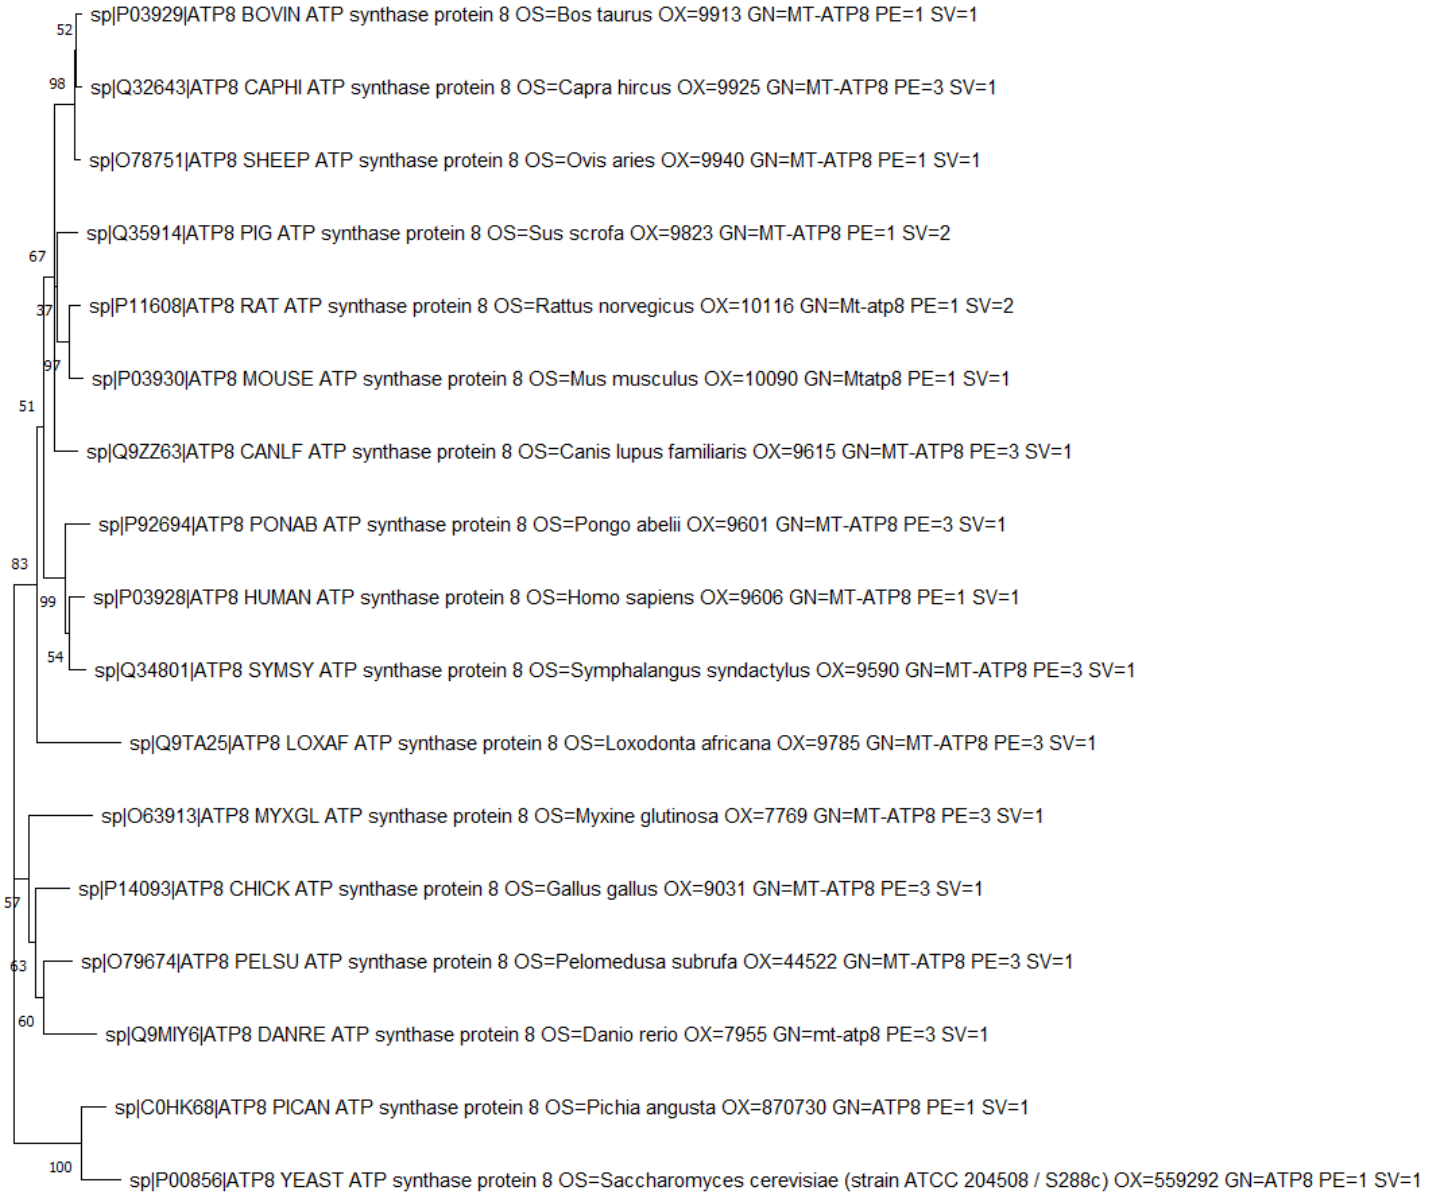 sp|P03929|ATP8 BOVIN ATP synthase protein 8 OS=Bos taurus OX=9913 GN=MT-ATP8 PE=1 SV=1
52
98
sp|Q32643|ATP8 CAPHI ATP synthase protein 8 OS=Capra hircus OX=9925 GN=MT-ATP8 PE=3 SV=1
sp|O78751|ATP8 SHEEP ATP synthase protein 8 OS=Ovis aries OX=9940 GN=MT-ATP8 PE=1 SV=1
sp|Q35914|ATP8 PIG ATP synthase protein 8 OS=Sus scrofa OX=9823 GN=MT-ATP8 PE=1 SV=2
67
37
sp|P11608|ATP8 RAT ATP synthase protein 8 OS=Rattus norvegicus OX=10116 GN=Mt-atp8 PE=1 SV=2
97
sp|P03930|ATP8 MOUSE ATP synthase protein 8 OS=Mus musculus OX=10090 GN=Mtatp8 PE=1 SV=1
51
sp|Q9ZZ63|ATP8 CANLF ATP synthase protein 8 OS=Canis lupus familiaris OX=9615 GN=MT-ATP8 PE=3 SV=1
sp|P92694|ATP8 PONAB ATP synthase protein 8 OS=Pongo abelii OX=9601 GN=MT-ATP8 PE=3 SV=1
83
99
sp|P03928|ATP8 HUMAN ATP synthase protein 8 OS=Homo sapiens OX=9606 GN=MT-ATP8 PE=1 SV=1
54
sp|Q34801|ATP8 SYMSY ATP synthase protein 8 OS=Symphalangus syndactylus OX=9590 GN=MT-ATP8 PE=3 SV=1
sp|Q9TA25|ATP8 LOXAF ATP synthase protein 8 OS=Loxodonta africana OX=9785 GN=MT-ATP8 PE=3 SV=1
sp|O63913|ATP8 MYXGL ATP synthase protein 8 OS=Myxine glutinosa OX=7769 GN=MT-ATP8 PE=3 SV=1
sp|P14093|ATP8 CHICK ATP synthase protein 8 OS=Gallus gallus OX=9031 GN=MT-ATP8 PE=3 SV=1
57
63
sp|O79674|ATP8 PELSU ATP synthase protein 8 OS=Pelomedusa subrufa OX=44522 GN=MT-ATP8 PE=3 SV=1
60
sp|Q9MIY6|ATP8 DANRE ATP synthase protein 8 OS=Danio rerio OX=7955 GN=mt-atp8 PE=3 SV=1
sp|C0HK68|ATP8 PICAN ATP synthase protein 8 OS=Pichia angusta OX=870730 GN=ATP8 PE=1 SV=1
100
sp|P00856|ATP8 YEAST ATP synthase protein 8 OS=Saccharomyces cerevisiae (strain ATCC 204508 / S288c) OX=559292 GN=ATP8 PE=1 SV=1